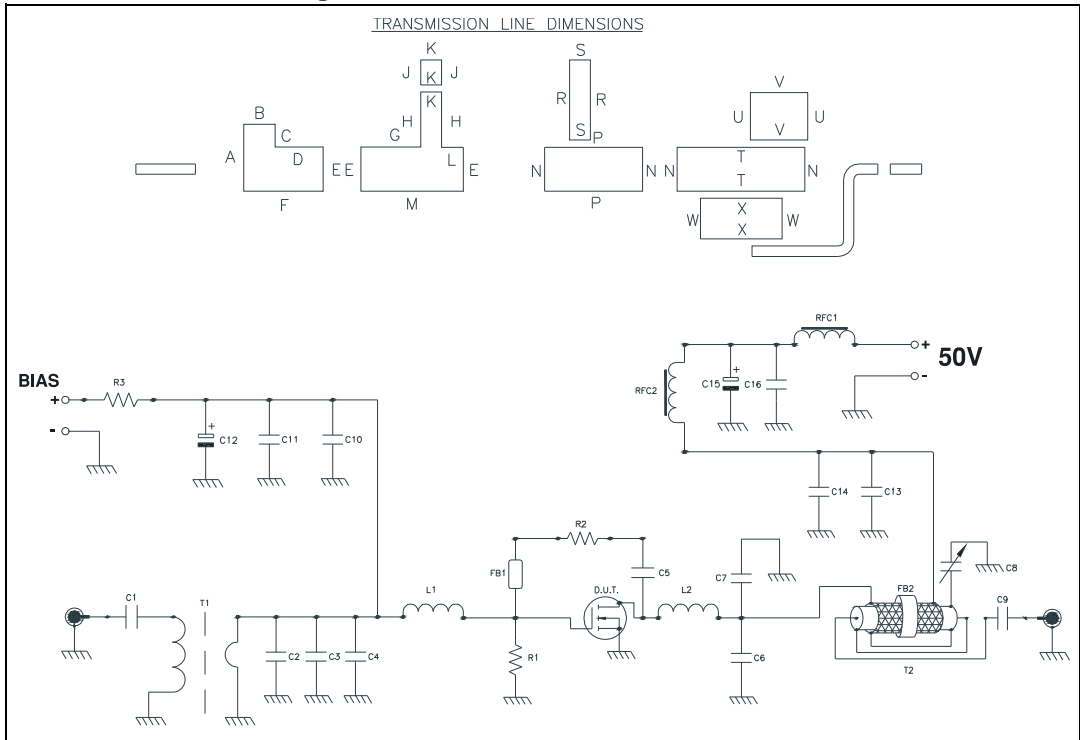 TRANSMISSION LINE DIMENSIONS
K
J K J
K
B
C
A
D
F
E E
G
H H
L
E
M
S
R R
S
P
N N
P
V
U U
V
N
T
T
N
W
X
X
W
RFC1
+
50V
-
RFC2
+
C15
C16
BIAS
+
R3
-
+
C12
C11
C10
C14
C13
R2
FB1
C5
C7
C8
C1
T1
L1
D.U.T.
L2
FB2
C9
C2
C3
C4
R1
C6
T2